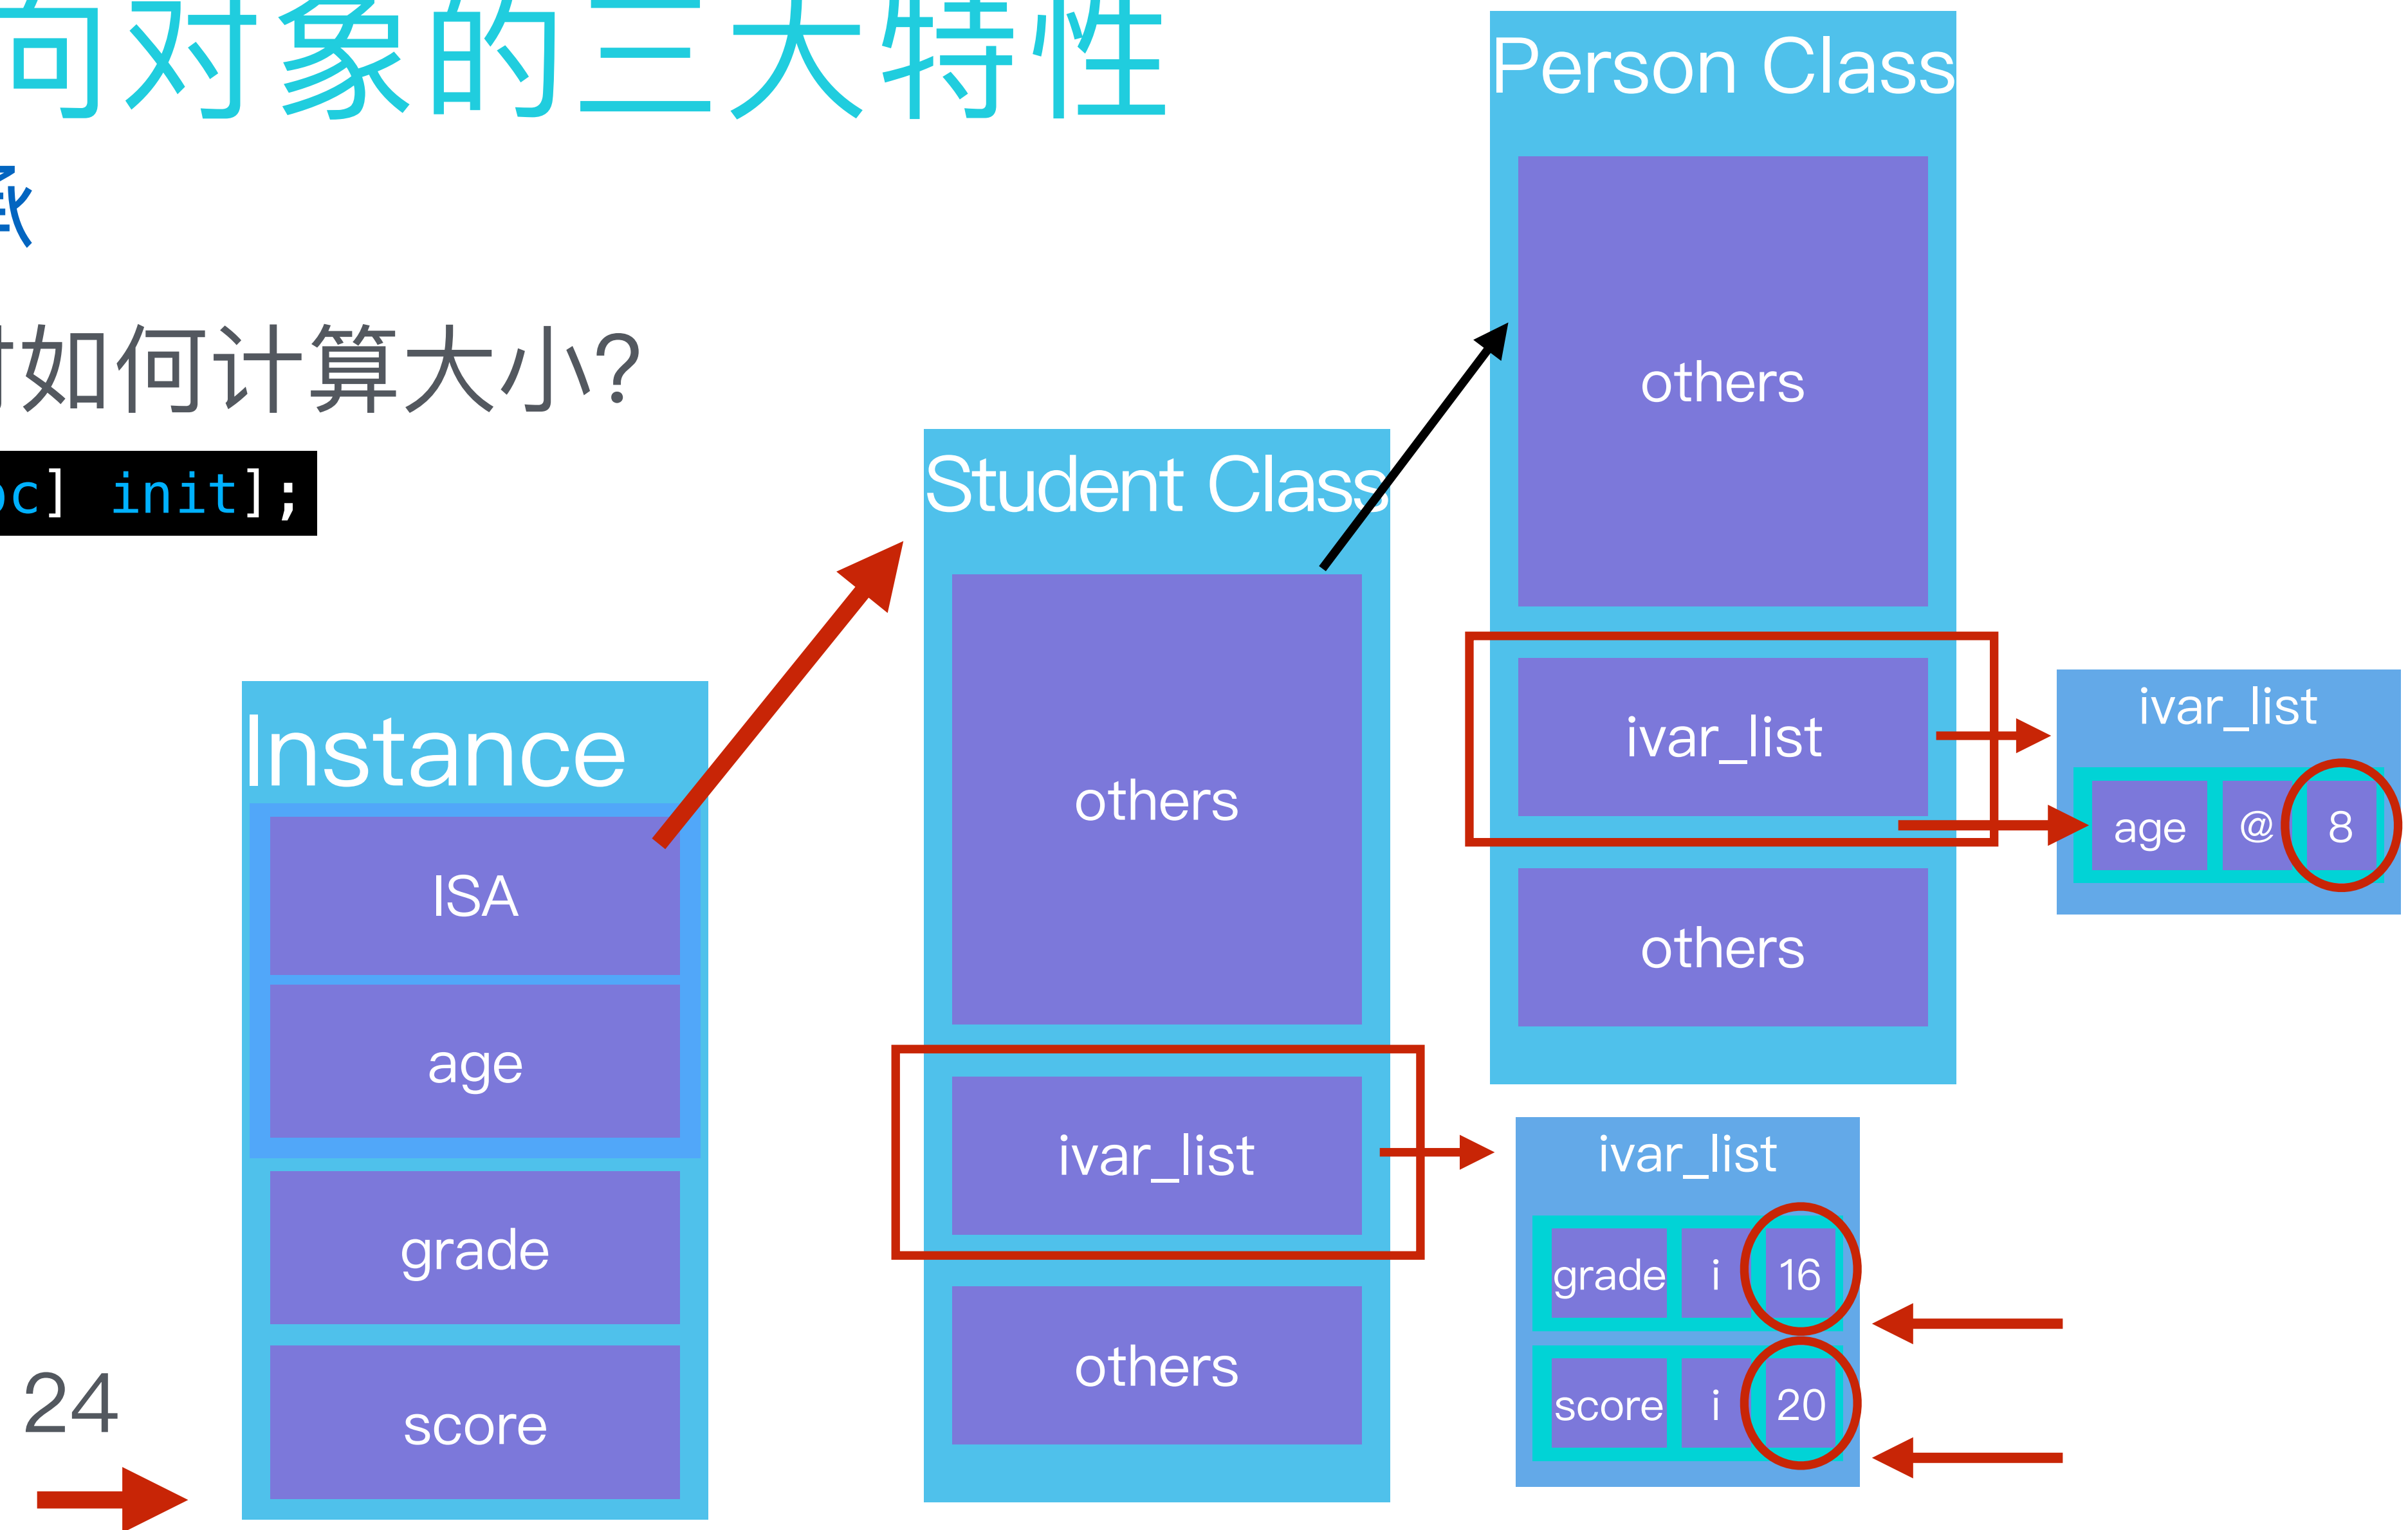 向对象的三大特性
承
如何计算大小？
oc] init];
Person Class
others
ivar_list
others
ivar_list
age @ 8
Student Class
others
ivar_list
others
ivar_list
grade i 16
score i 20
Instance
ISA
age
grade
score
24